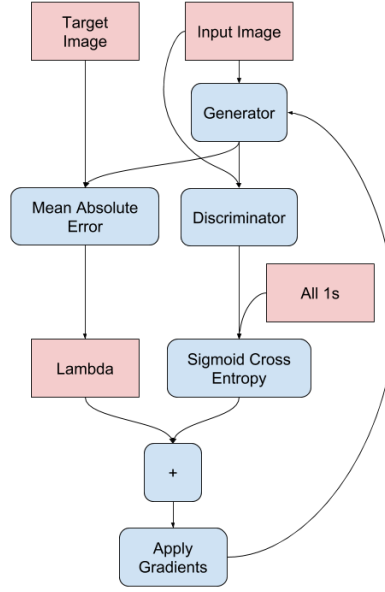 Target
Image
Input Image
Generator
Mean Absolute
Error
Discriminator
All 1s
Lambda
Sigmoid Cross
Entropy
+
Apply
Gradients